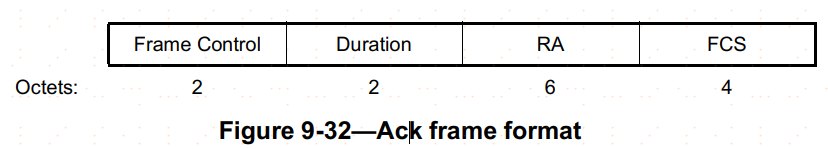 Frame Control Duration RA FCS
Octets: 2 2 6 4
Figure 9-32—Ack frame format